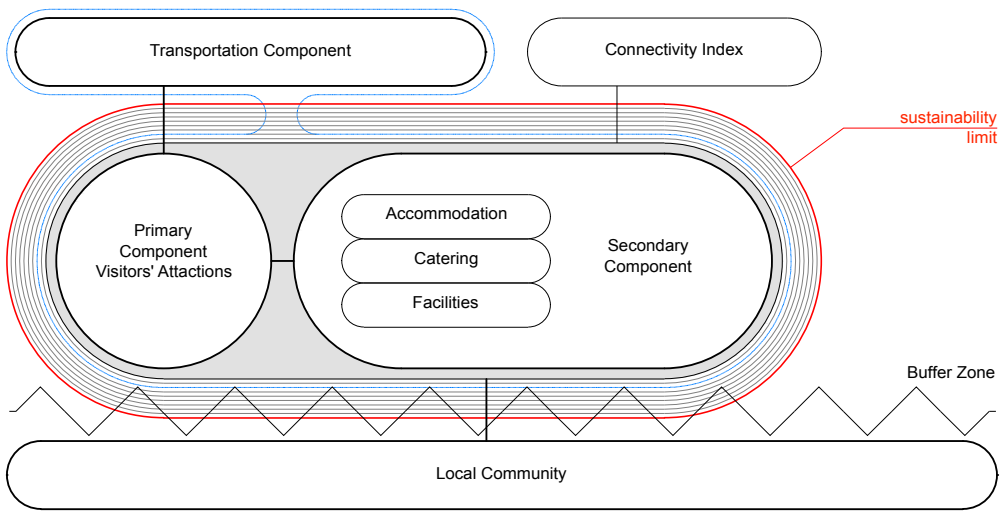 Transportation Component
Connectivity Index
sustainability
limit
Primary
Component
Visitors' Attactions
Accommodation
Catering
Facilities
Secondary
Component
Buffer Zone
Local Community